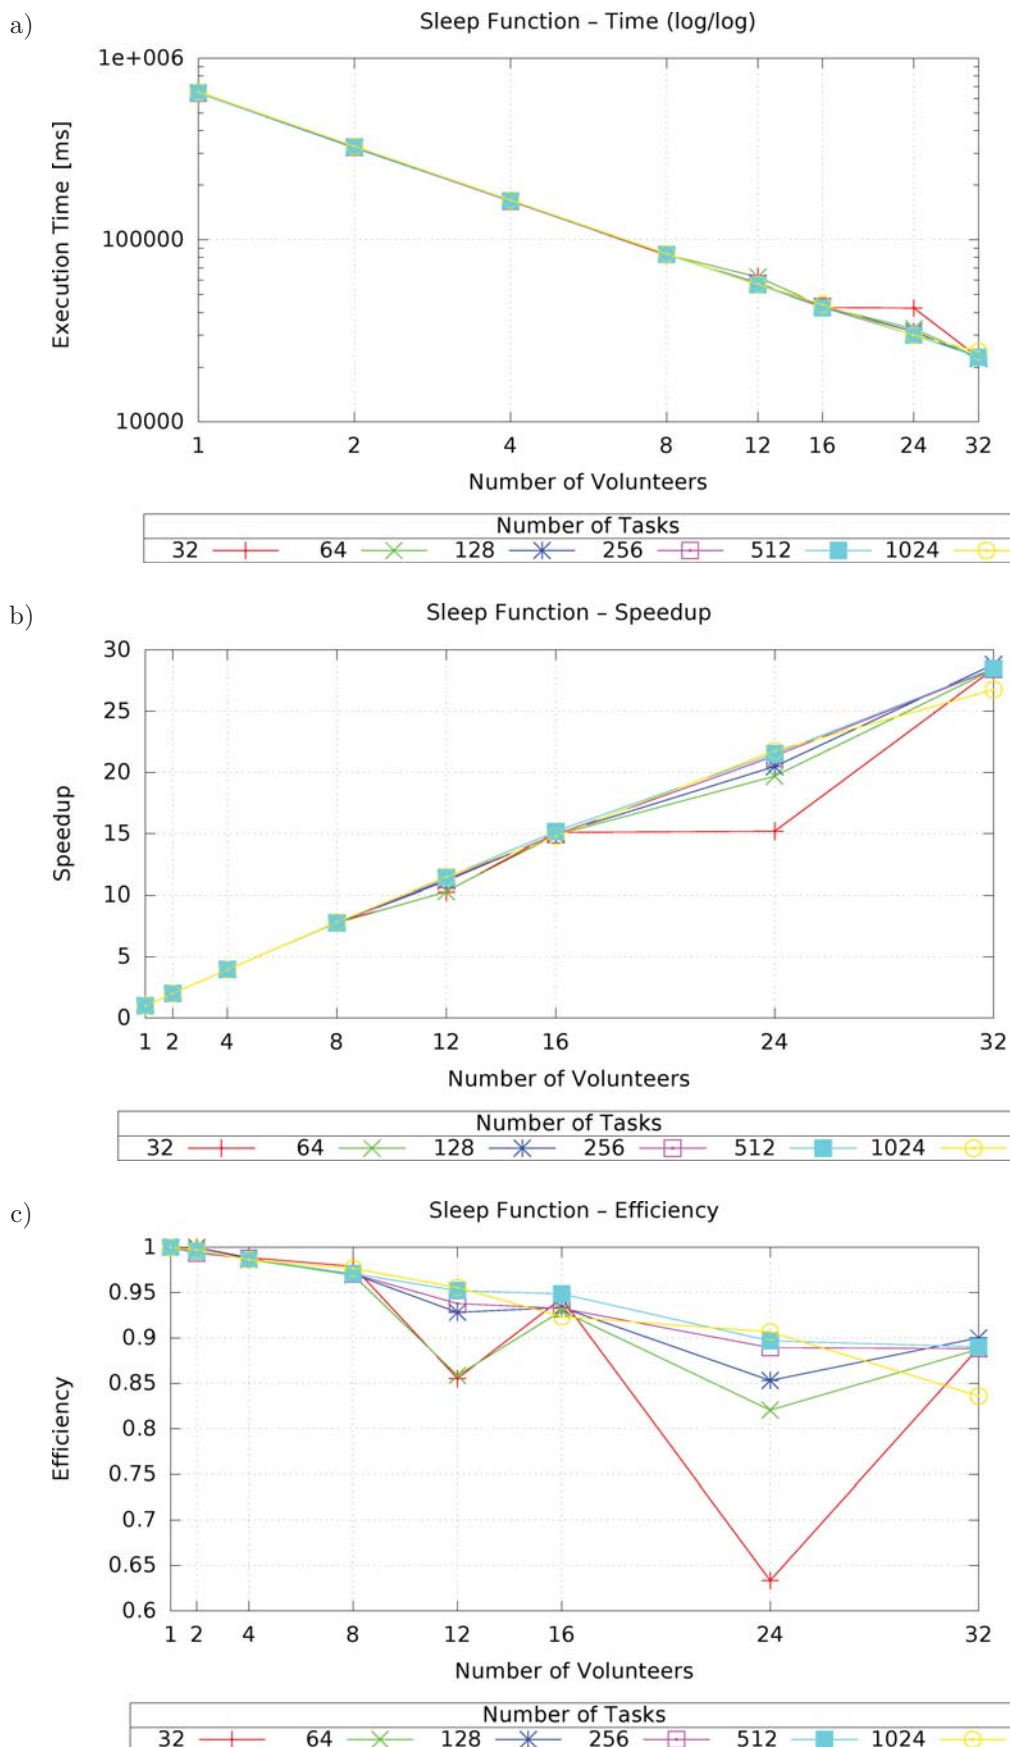 a)
Sleep Function – Time (log/log)
1e+006
100000
10000
Execution Time [ms]
1 2 4 8 12 16 24 32
Number of Volunteers
Number of Tasks
32 64 128 256 512 1024
b)
Sleep Function – Speedup
30
25
20
15
10
5
0
Speedup
1 2 4 8 12 16 24 32
Number of Volunteers
Number of Tasks
32 64 128 256 512 1024
c)
Sleep Function – Efficiency
1
0.95
0.9
0.85
0.8
0.75
0.7
0.65
0.6
Efficiency
1 2 4 8 12 16 24 32
Number of Volunteers
Number of Tasks
32 64 128 256 512 1024